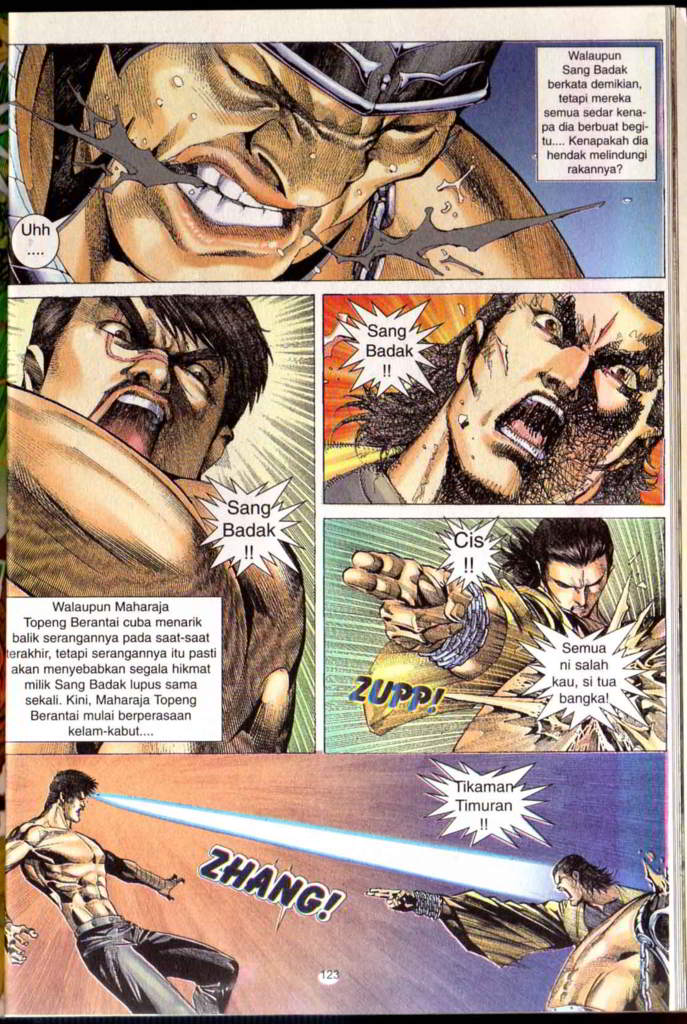 Walaupun
Sang Badak
berkata demikian,
tetapi mereka
semua sedar kena-
pa dia berbuat begi-
tu.... Kenapakah dia
hendak melindungi
rakannya?
Uhh
....
Sang
Badak
!!
Sang
Badak
!!
Walaupun Maharaja
Topeng Berantai cuba menarik
balik serangannya pada saat-saat
terakhir, tetapi serangannya itu pasti
akan menyebabkan segala hikmat
milik Sang Badak lupus sama
sekali. Kini, Maharaja Topeng
Berantai mulai berperasaan
kelam-kabut....
Cis
!!
Semua
ni salah
kau, si tua
bangka!
ZUPP!
Tikaman
Timuran
!!
ZHANG!
123